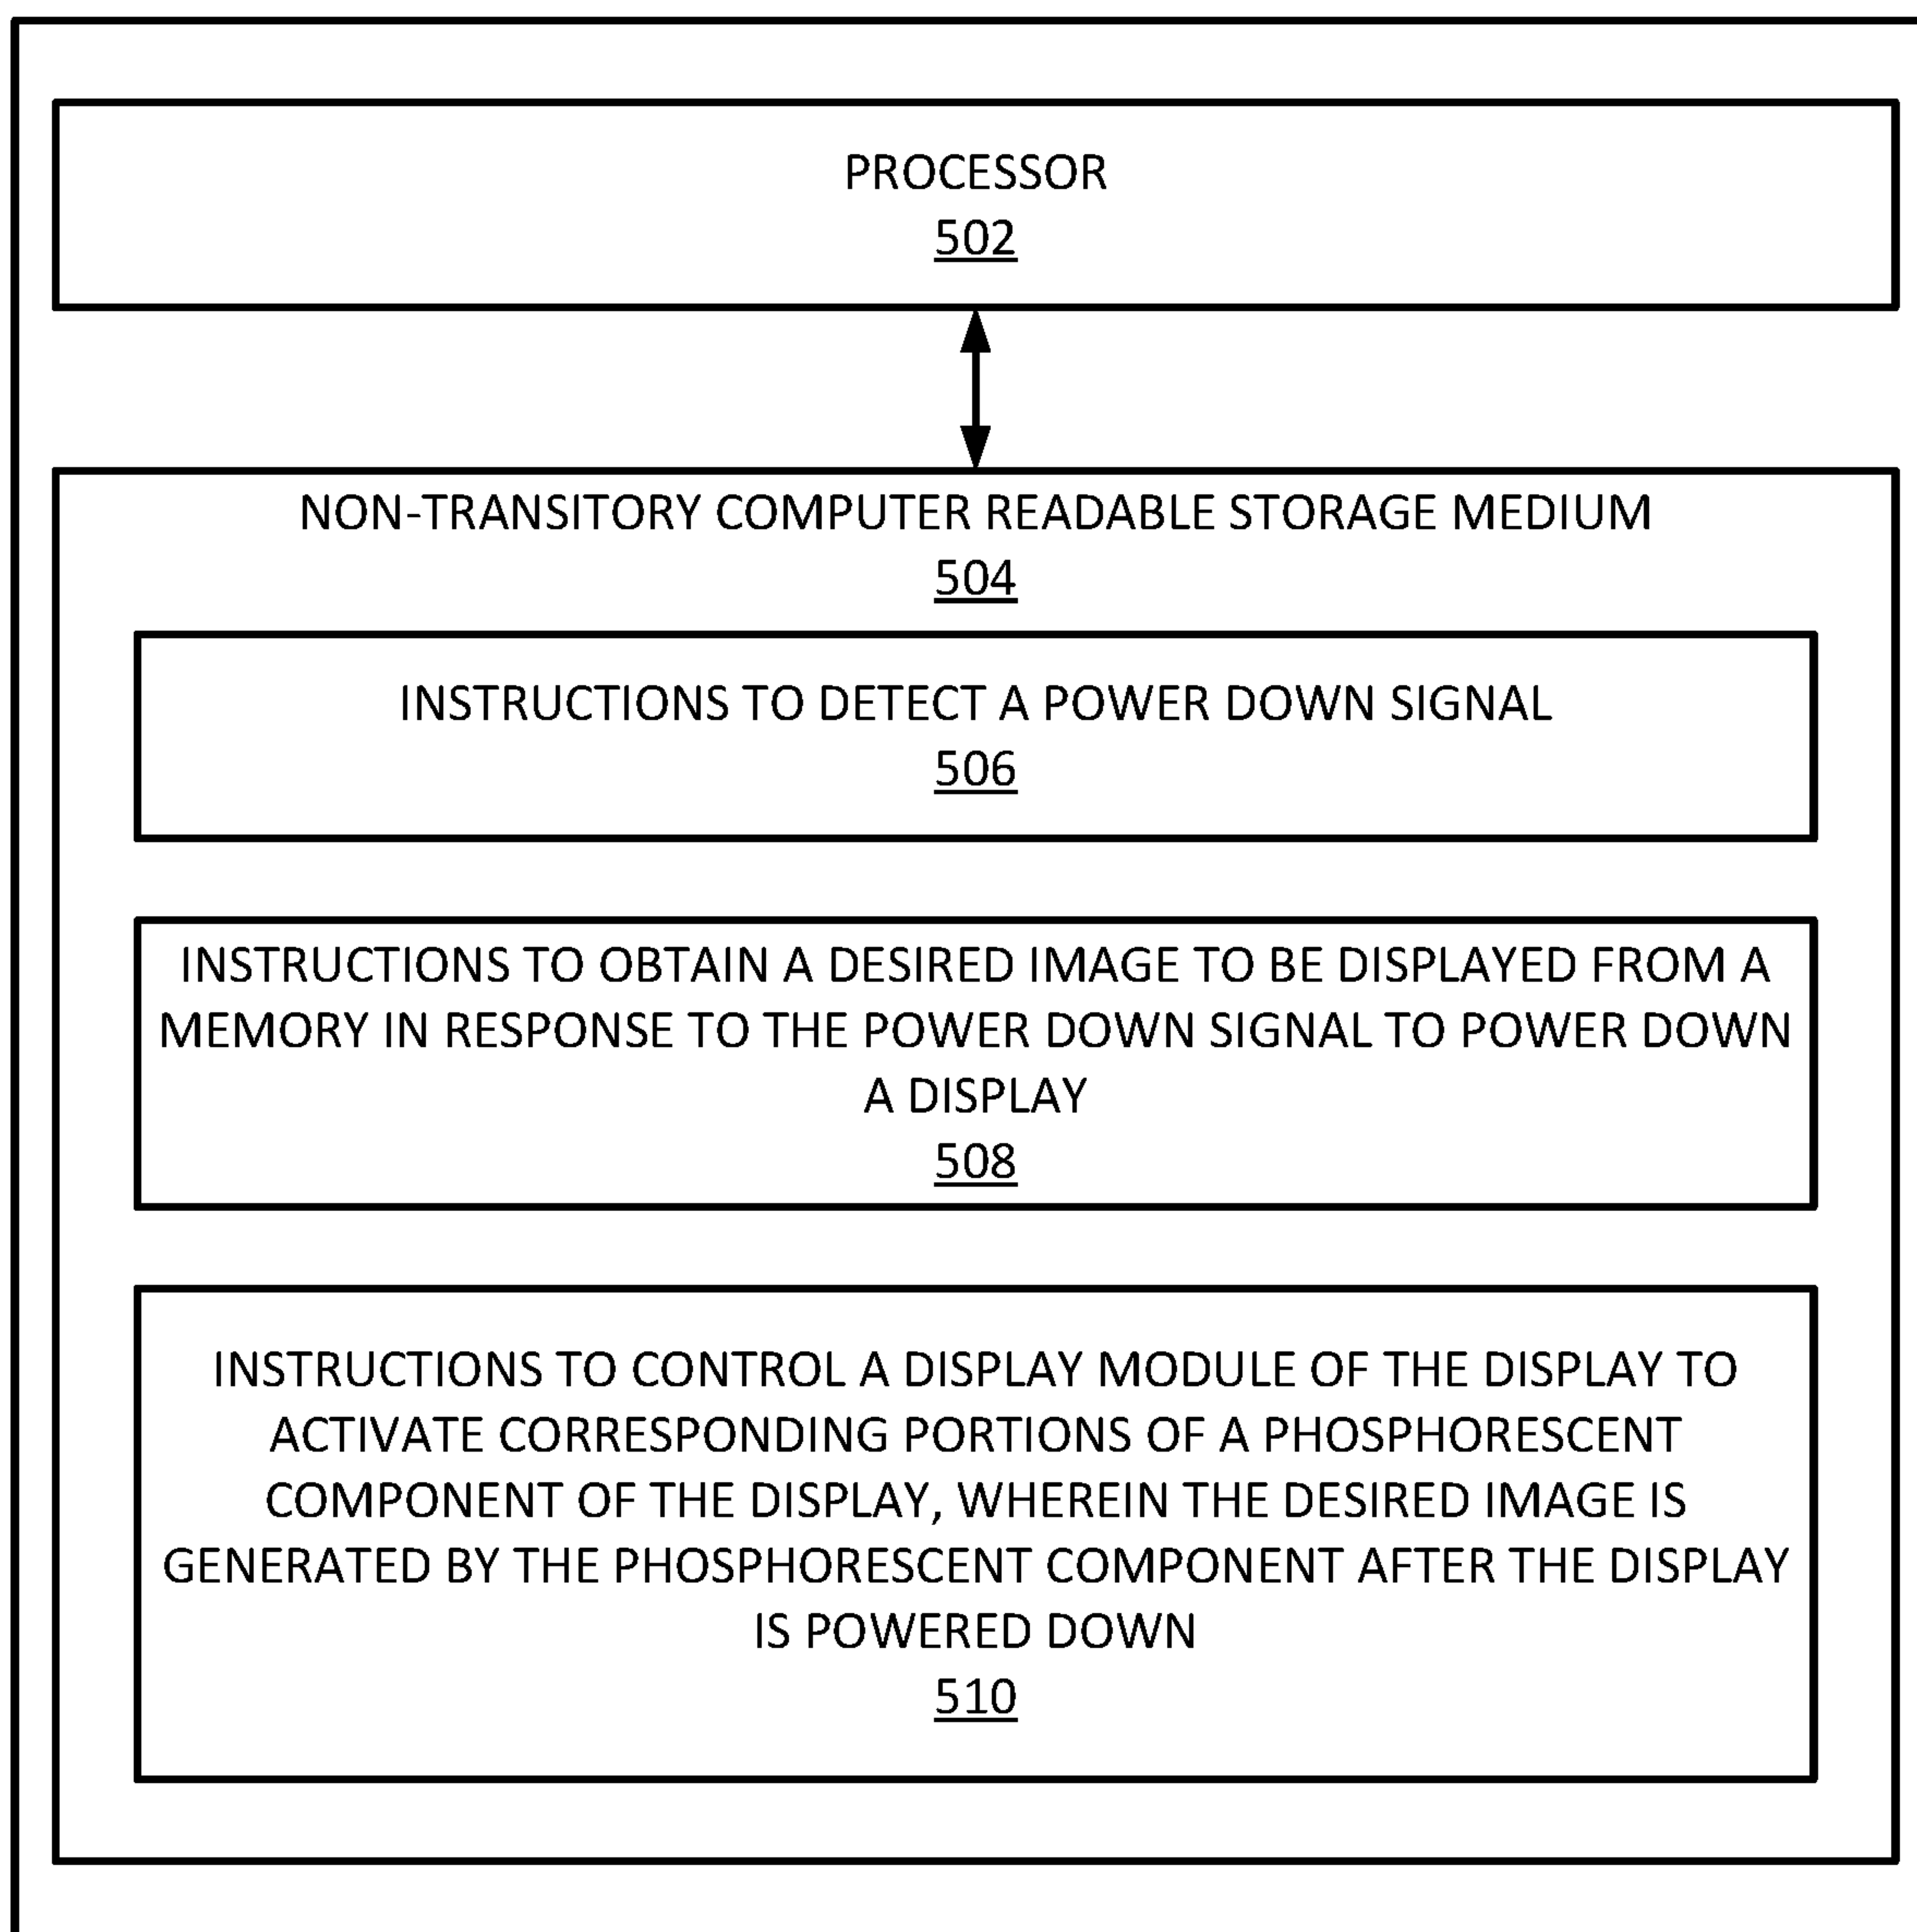 PROCESSOR
502
NON-TRANSITORY COMPUTER READABLE STORAGE MEDIUM
504
INSTRUCTIONS TO DETECT A POWER DOWN SIGNAL
506
INSTRUCTIONS TO OBTAIN A DESIRED IMAGE TO BE DISPLAYED FROM A
MEMORY IN RESPONSE TO THE POWER DOWN SIGNAL TO POWER DOWN
A DISPLAY
508
INSTRUCTIONS TO CONTROL A DISPLAY MODULE OF THE DISPLAY TO
ACTIVATE CORRESPONDING PORTIONS OF A PHOSPHORESCENT
COMPONENT OF THE DISPLAY, WHEREIN THE DESIRED IMAGE IS
GENERATED BY THE PHOSPHORESCENT COMPONENT AFTER THE DISPLAY
IS POWERED DOWN
510